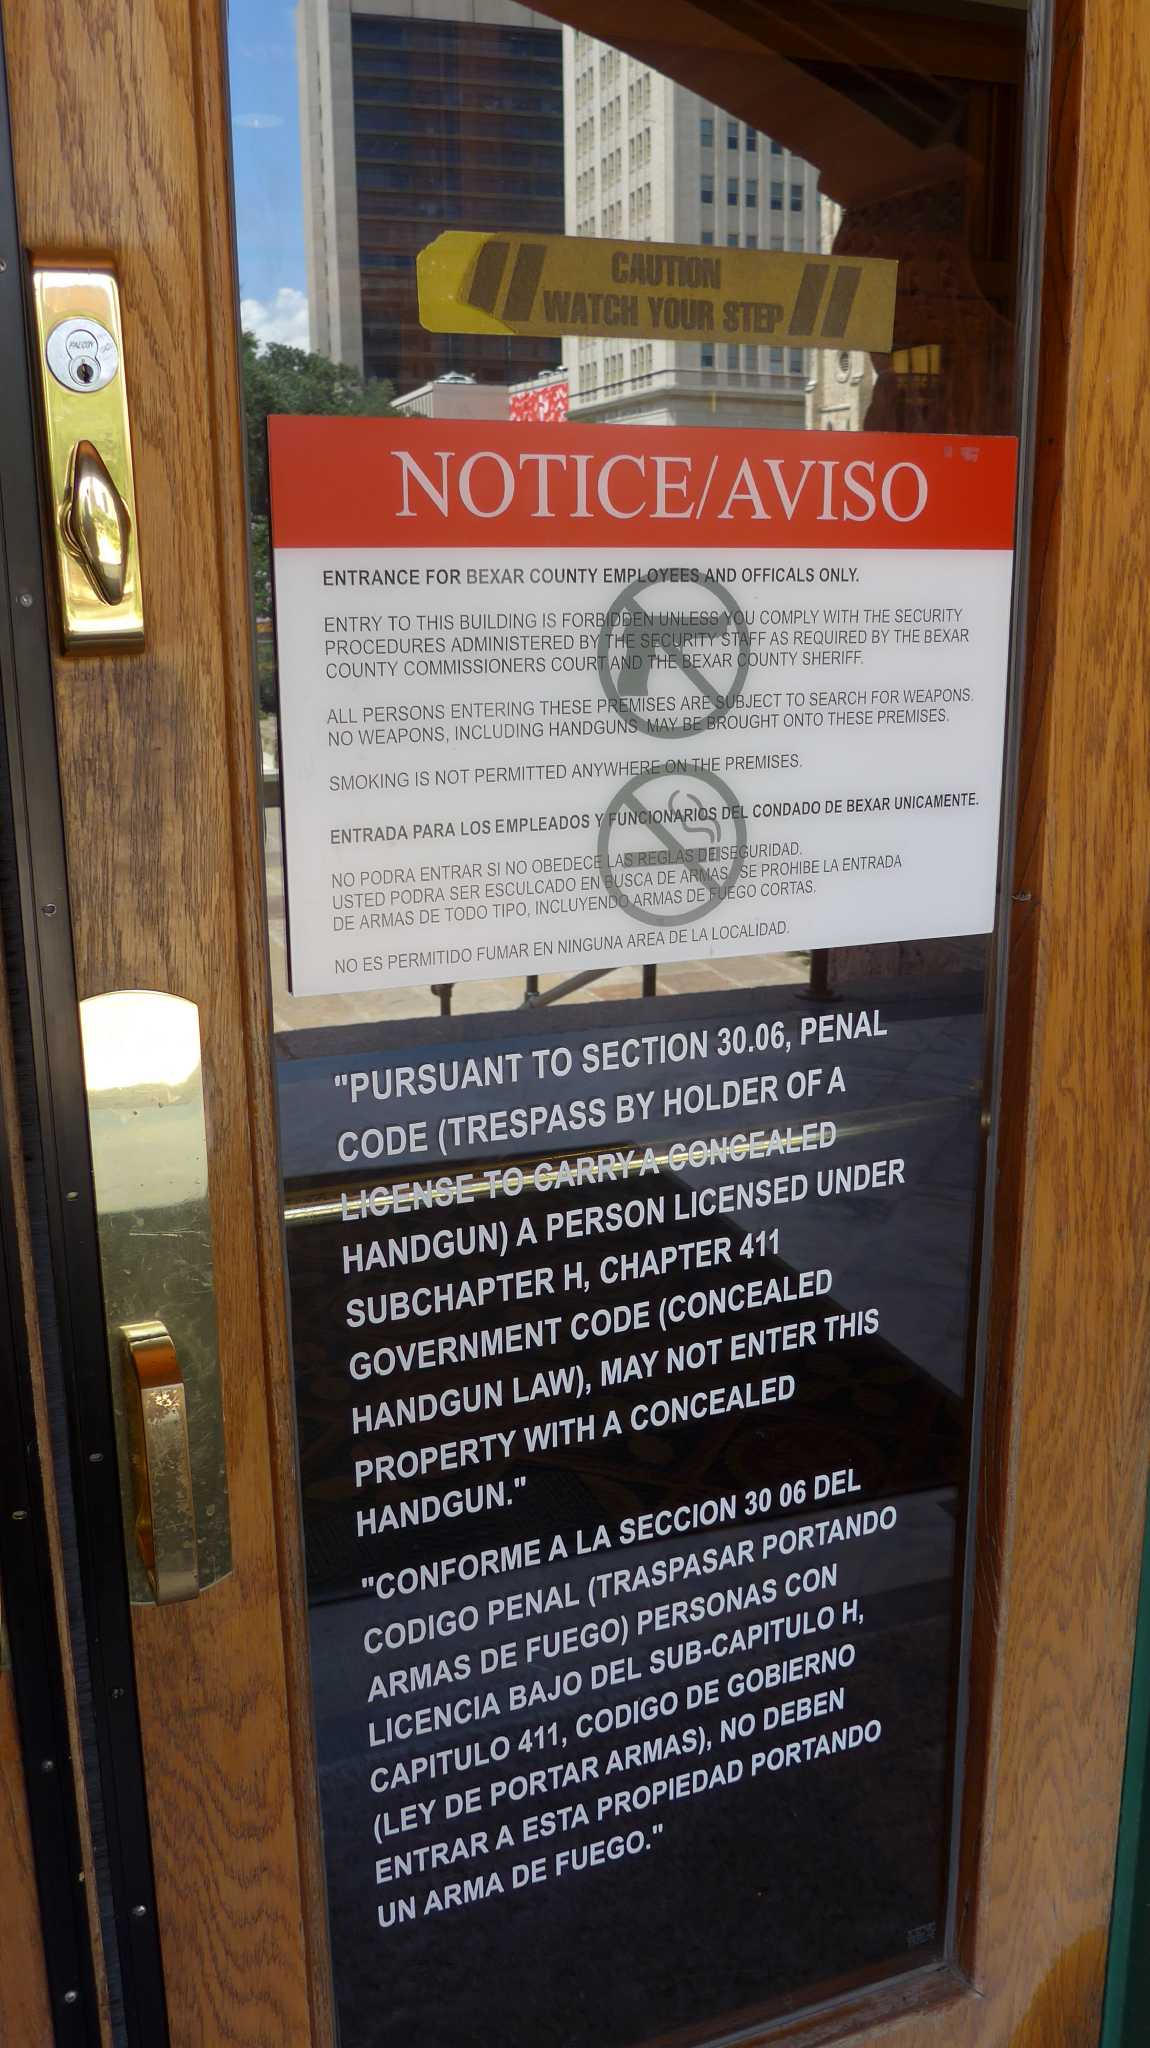 FALCON
CAUTION
WATCH YOUR STEP
NOTICE/AVISO
ENTRANCE FOR BEXAR COUNTY EMPLOYEES AND OFFICALS ONLY.
ENTRY TO THIS BUILDING IS FORBIDDEN UNLESS YOU COMPLY WITH THE SECURITY
PROCEDURES ADMINISTERED BY THE SECURITY STAFF AS REQUIRED BY THE BEXAR
COUNTY COMMISSIONERS COURT AND THE BEXAR COUNTY SHERIFF.
ALL PERSONS ENTERING THESE PREMISES ARE SUBJECT TO SEARCH FOR WEAPONS.
NO WEAPONS, INCLUDING HANDGUNS MAY BE BROUGHT ONTO THESE PREMISES.
SMOKING IS NOT PERMITTED ANYWHERE ON THE PREMISES.
ENTRADA PARA LOS EMPLEADOS Y FUNCIONARIOS DEL CONDADO DE BEXAR UNICAMENTE.
NO PODRA ENTRAR SI NO OBEDECE LAS REGLAS DE SEGURIDAD.
USTED PODRA SER ESCULCADO EN BUSCA DE ARMAS, SE PROHIBE LA ENTRADA
DE ARMAS DE TODO TIPO, INCLUYENDO ARMAS DE FUEGO CORTAS.
NO ES PERMITIDO FUMAR EN NINGUNA AREA DE LA LOCALIDAD.
"PURSUANT TO SECTION 30.06, PENAL
CODE (TRESPASS BY HOLDER OF A
LICENSE TO CARRY A CONCEALED
HANDGUN) A PERSON LICENSED UNDER
SUBCHAPTER H, CHAPTER 411
GOVERNMENT CODE (CONCEALED
HANDGUN LAW), MAY NOT ENTER THIS
PROPERTY WITH A CONCEALED
HANDGUN."
"CONFORME A LA SECCION 30 06 DEL
CODIGO PENAL (TRASPASAR PORTANDO
ARMAS DE FUEGO) PERSONAS CON
LICENCIA BAJO DEL SUB-CAPITULO H,
CAPITULO 411, CODIGO DE GOBIERNO
(LEY DE PORTAR ARMAS), NO DEBEN
ENTRAR A ESTA PROPIEDAD PORTANDO
UN ARMA DE FUEGO."